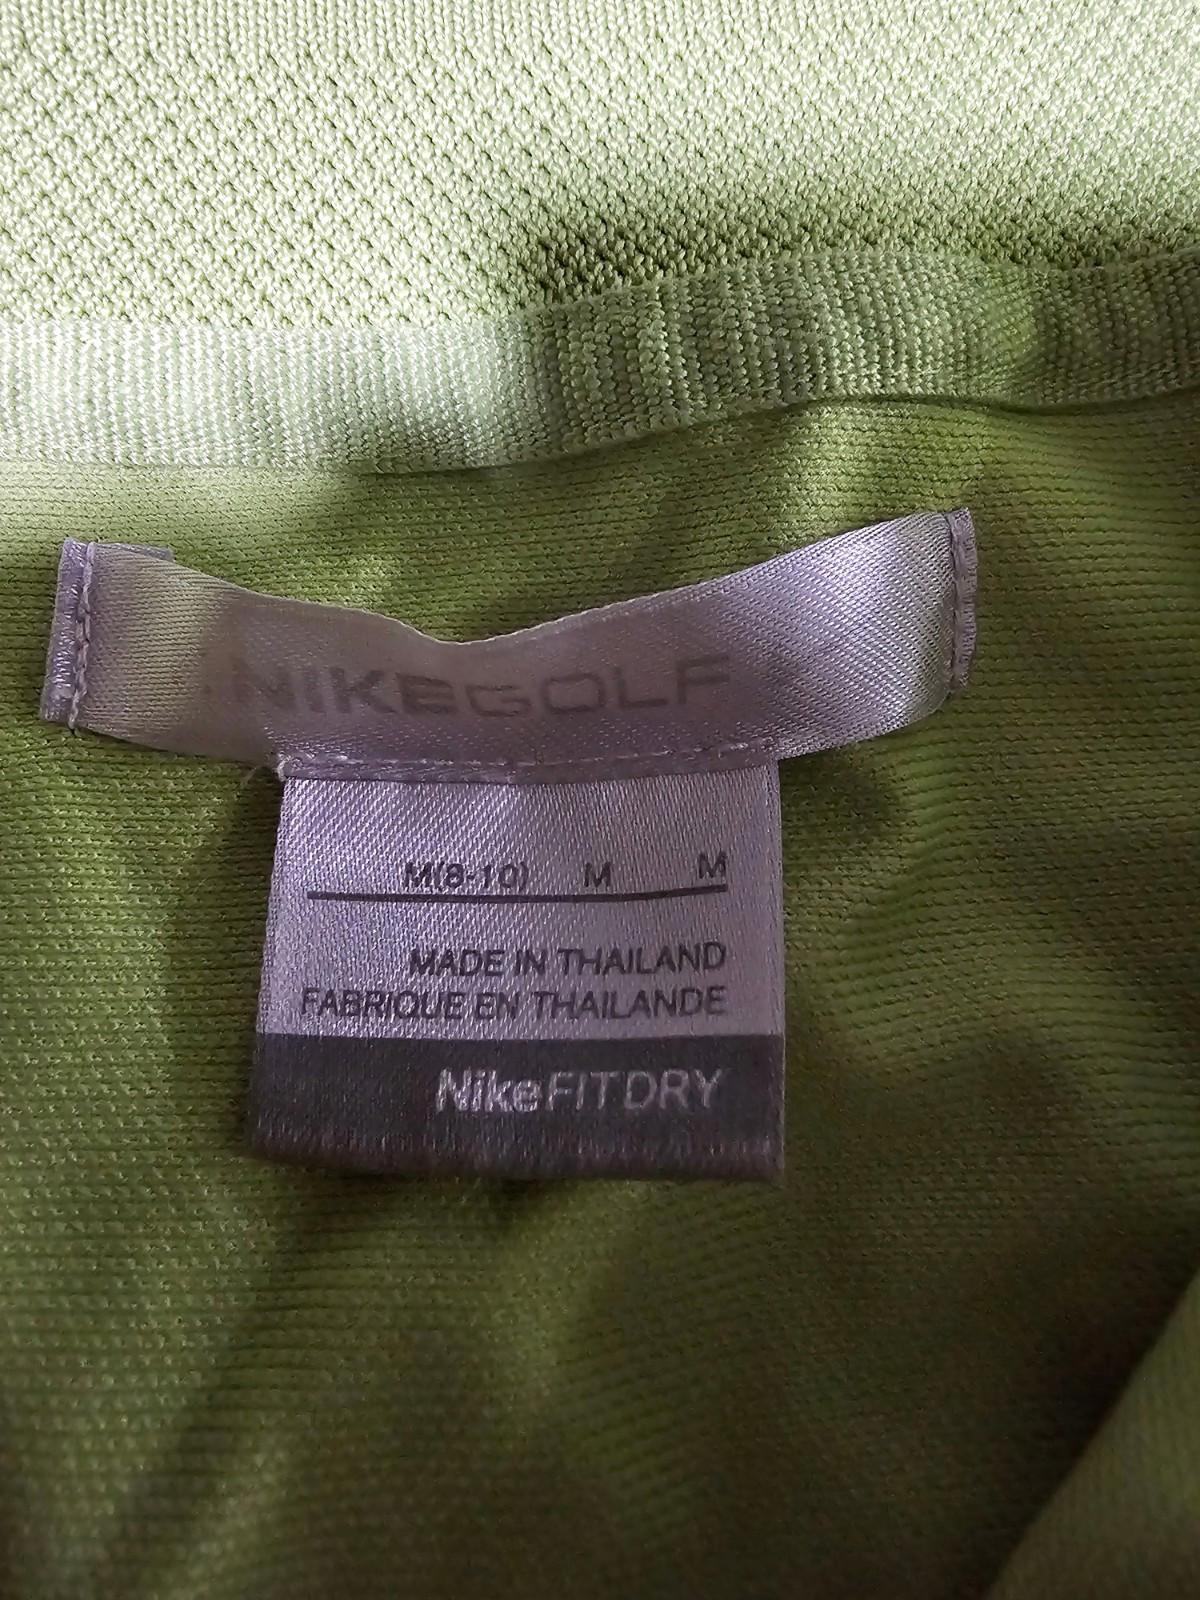 NIKEGOLF
M(8-10) M M
MADE IN THAILAND
FABRIQUE EN THAILANDE
NikeFITDRY